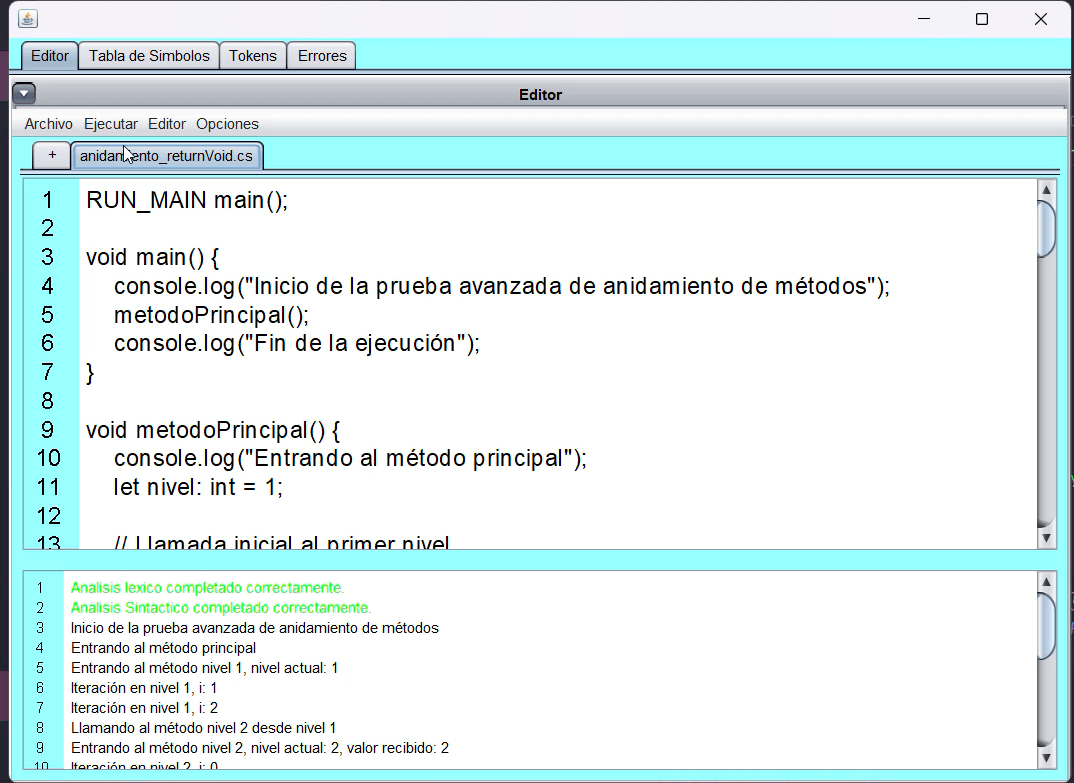 Editor Tabla de Simbolos Tokens Errores
Editor
Archivo Ejecutar Editor Opciones
+ anidamiento_returnVoid.cs
1 RUN_MAIN main();
2
3 void main() {
4 console.log("Inicio de la prueba avanzada de anidamiento de métodos");
5 metodoPrincipal();
6 console.log("Fin de la ejecución");
7 }
8
9 void metodoPrincipal() {
10 console.log("Entrando al método principal");
11 let nivel: int = 1;
12
13 // Llamada inicial al primer nivel
1 Analisis lexico completado correctamente.
2 Analisis Sintactico completado correctamente.
3 Inicio de la prueba avanzada de anidamiento de métodos
4 Entrando al método principal
5 Entrando al método nivel 1, nivel actual: 1
6 Iteración en nivel 1, i: 1
7 Iteración en nivel 1, i: 2
8 Llamando al método nivel 2 desde nivel 1
9 Entrando al método nivel 2, nivel actual: 2, valor recibido: 2
10 Iteración en nivel 2, i: 0